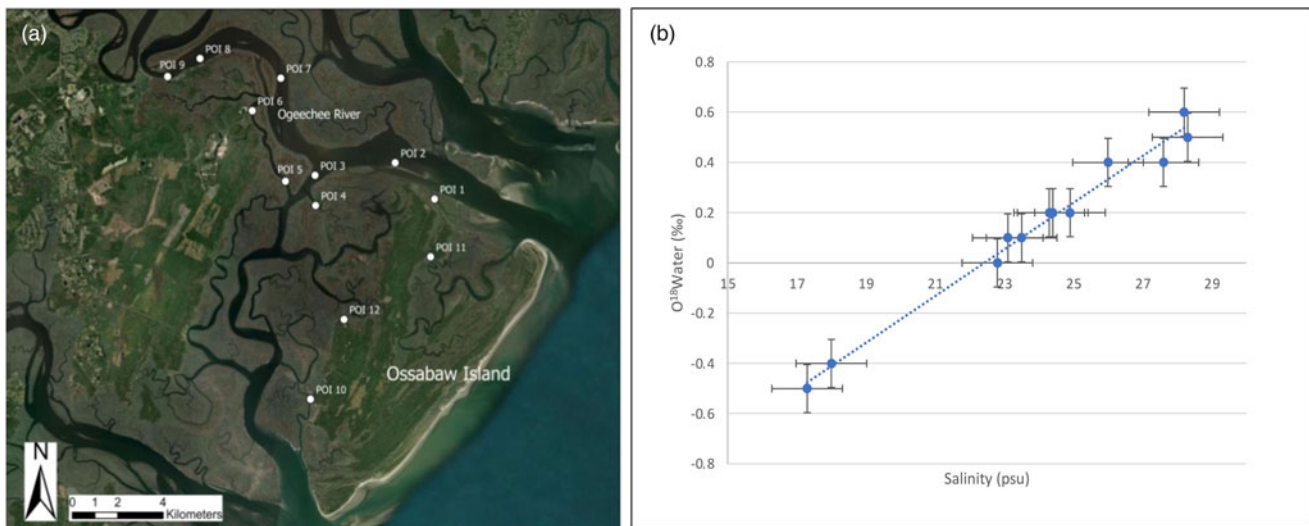 (a)
POI 8
POI 9
POI 7
POI 6
Ogeechee River
POI 2
POI 3
POI 5
POI 1
POI 4
POI 11
POI 12
Ossabaw Island
POI 10
N
0 1 2 4
Kilometers
(b)
0.8
0.6
0.4
0.2
0
15 17 19 21 23 25 27 29
-0.2
-0.4
-0.6
-0.8
O¹⁸Water (‰)
Salinity (psu)